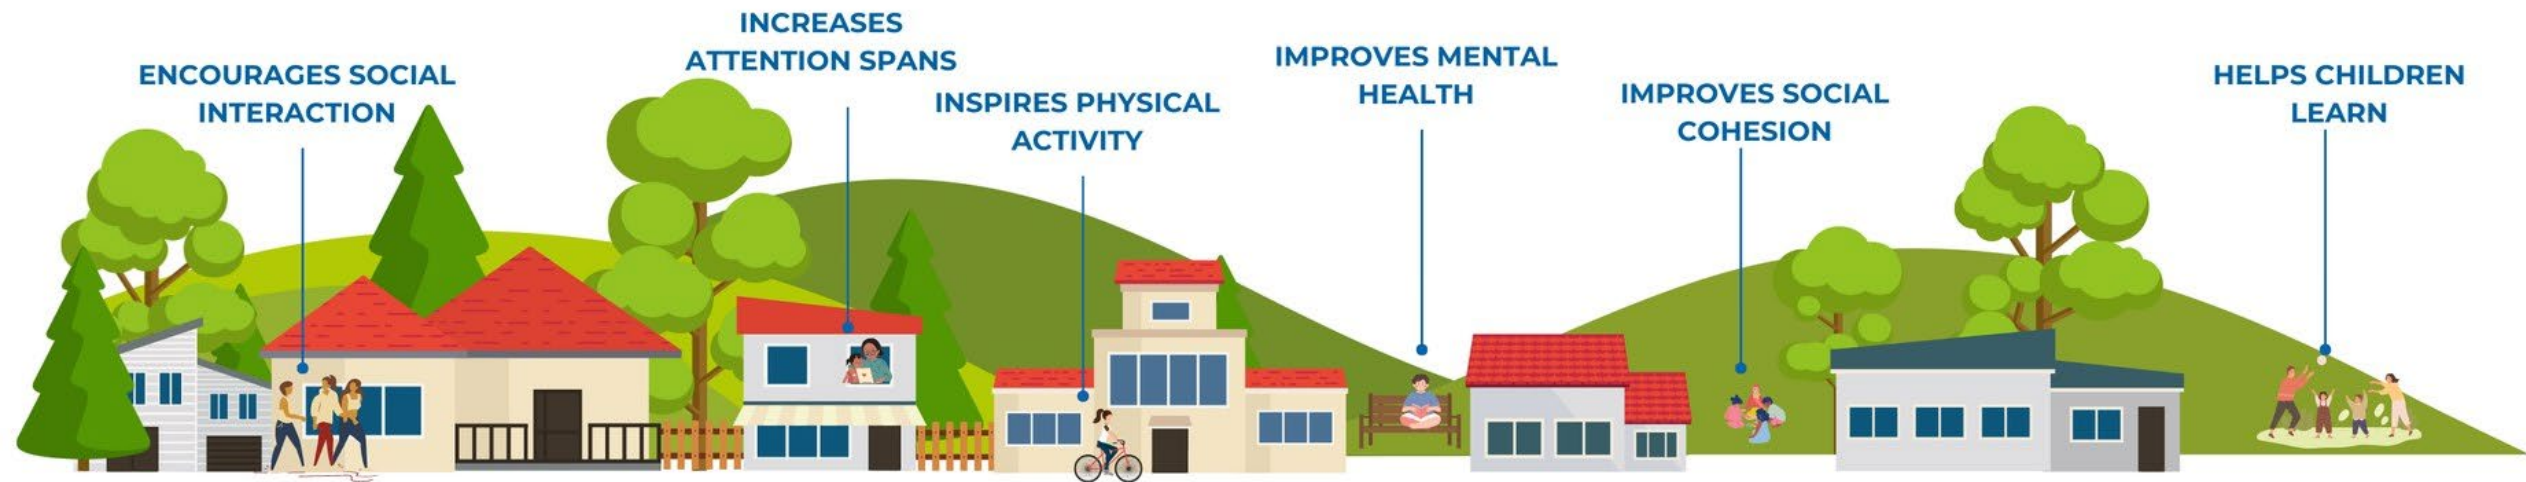 ENCOURAGES SOCIAL
INTERACTION
INCREASES
ATTENTION SPANS
INSPIRES PHYSICAL
ACTIVITY
IMPROVES MENTAL
HEALTH
IMPROVES SOCIAL
COHESION
HELPS CHILDREN
LEARN